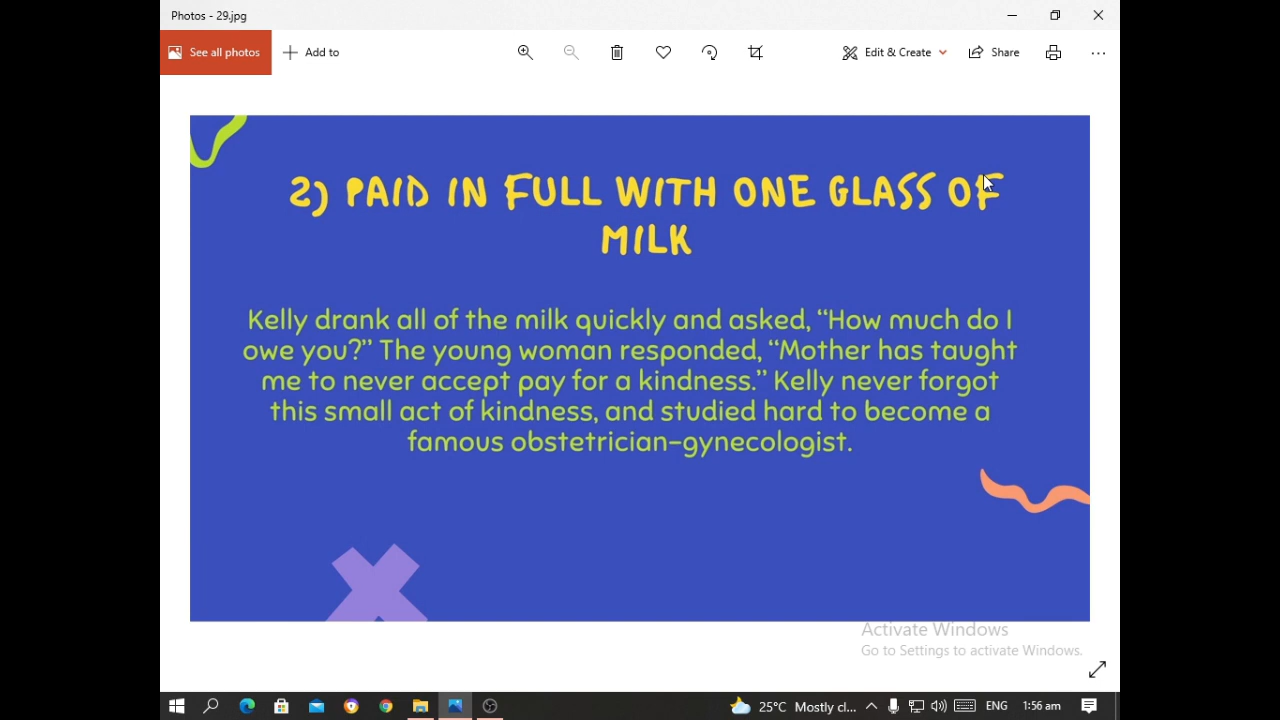 Photos - 29.jpg
See all photos
Add to
Edit & Create
Share
2) PAID IN FULL WITH ONE GLASS OF
MILK
Kelly drank all of the milk quickly and asked, “How much do I
owe you?” The young woman responded, “Mother has taught
me to never accept pay for a kindness.” Kelly never forgot
this small act of kindness, and studied hard to become a
famous obstetrician-gynecologist.
Activate Windows
Go to Settings to activate Windows.
25°C Mostly cl... ENG 1:56 am